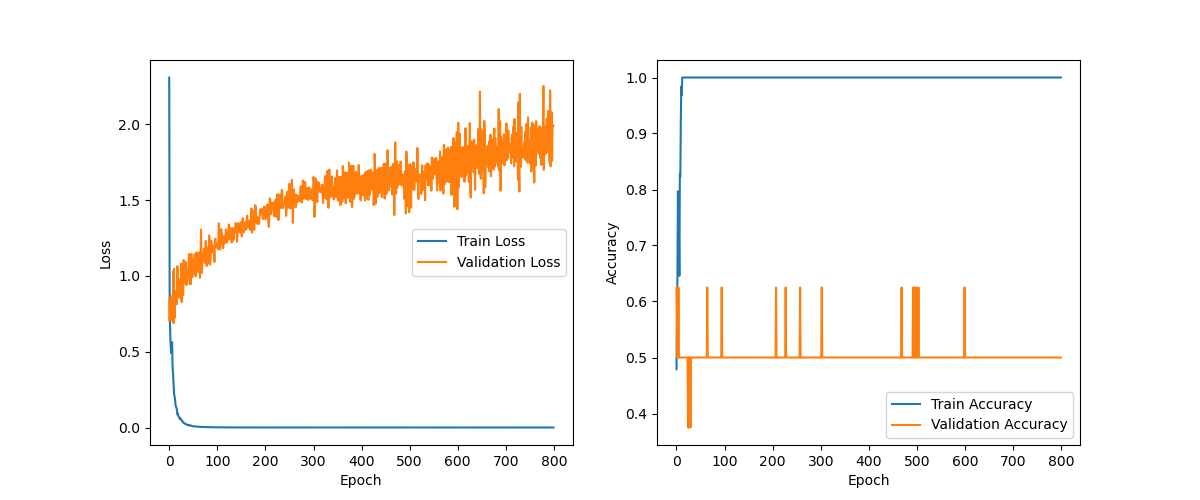 2.0
1.5
1.0
0.5
0.0
Loss
Train Loss
Validation Loss
0 100 200 300 400 500 600 700 800
Epoch
1.0
0.9
0.8
0.7
0.6
0.5
0.4
Accuracy
Train Accuracy
Validation Accuracy
0 100 200 300 400 500 600 700 800
Epoch